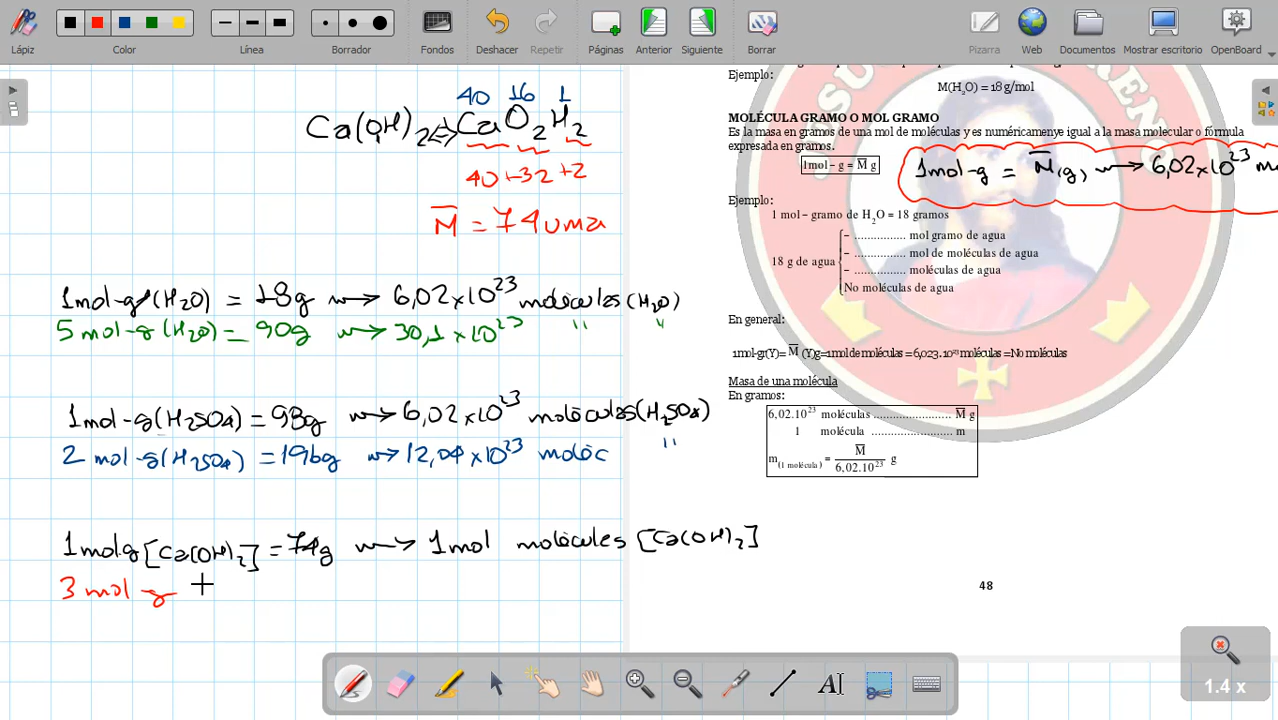 Lápiz
Color
Línea
Borrador
Fondos
Deshacer
Repetir
Páginas
Anterior
Siguiente
Borrar
Pizarra
Web
Documentos
Mostrar escritorio
OpenBoard
40 16 1
Ca(OH)2 ⇔ CaO2H2
40+32+2
M̅ = 74uma
1mol-g(H2O) = 18g → 6,02×10²³ moléculas (H2O)
5 mol-g(H2O) = 90g → 30,1×10²³ " "
1mol-g(H2SO4) = 98g → 6,02×10²³ moléculas(H2SO4)
2 mol-g(H2SO4) = 196g → 12,04×10²³ moléc "
1mol.g[Ca(OH)2] = 74g → 1mol moléculas [Ca(OH)2]
3 mol-g
Ejemplo:
M(H2O) = 18 g/mol
MOLÉCULA GRAMO O MOL GRAMO
Es la masa en gramos de una mol de moléculas y es numéricamenye igual a la masa molecular o fórmula
expresada en gramos.
1mol – g = M̅ g
1mol-g = M̅(g) → 6,02×10²³ m
Ejemplo:
1 mol – gramo de H2O = 18 gramos
18 g de agua
– ................ mol gramo de agua
– ................ mol de moléculas de agua
– ................ moléculas de agua
No moléculas de agua
En general:
1mol-gr(Y)= M̅ (Y)g=1mol de moléculas = 6,023.10²³ moléculas = No moléculas
Masa de una molécula
En gramos:
6,02.10²³ moléculas ........................ M̅ g
1 molécula .......................... m
m(1 molécula) = M̅ / 6,02.10²³ g
48
1.4 x